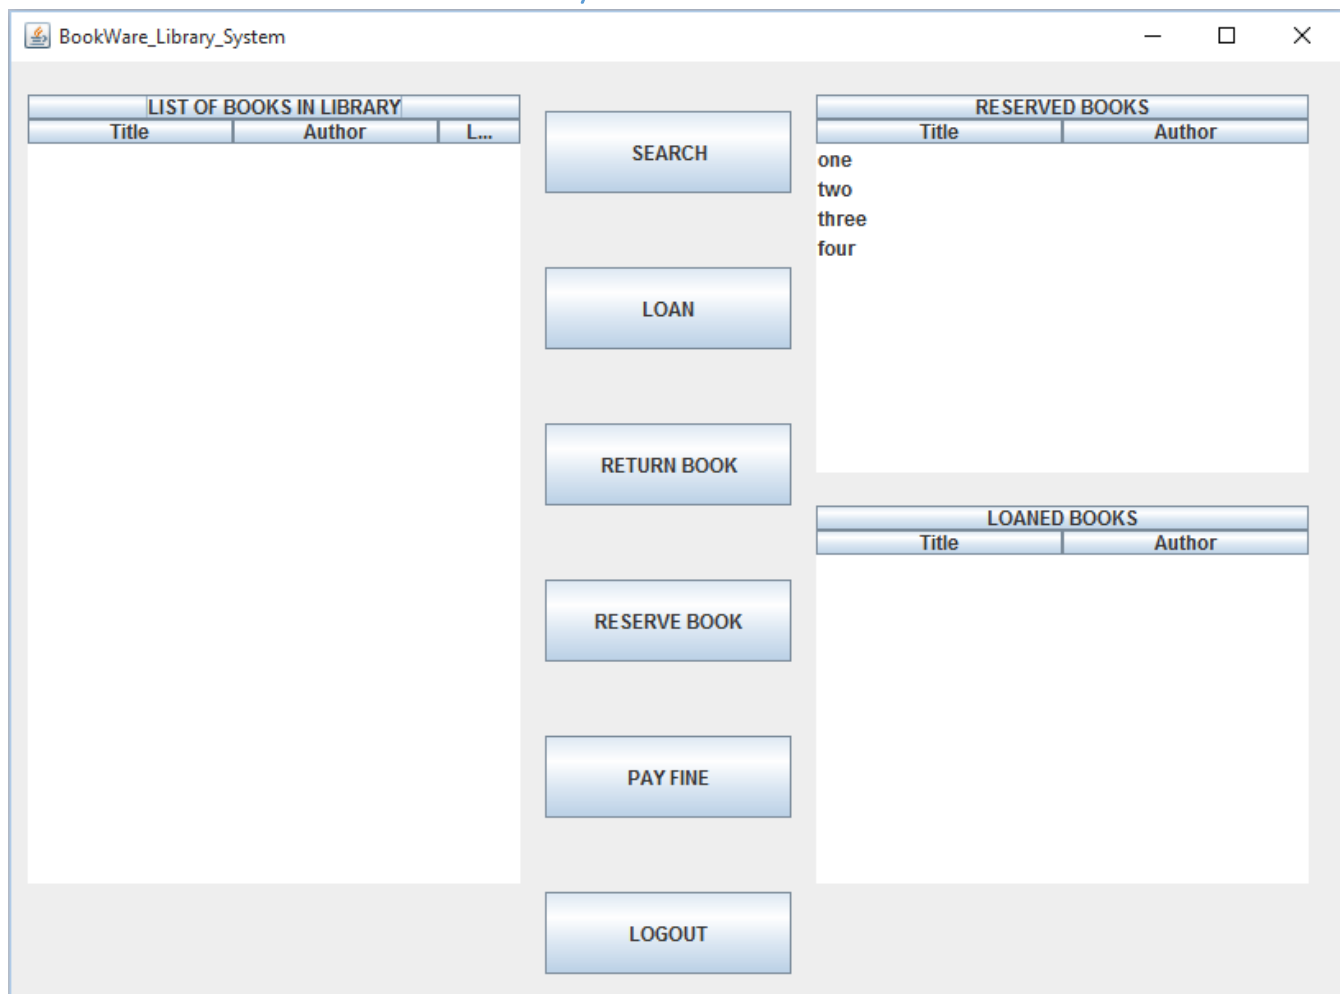 BookWare_Library_System
LIST OF BOOKS IN LIBRARY
Title Author L...
SEARCH
LOAN
RETURN BOOK
RESERVE BOOK
PAY FINE
LOGOUT
RESERVED BOOKS
Title Author
one
two
three
four
LOANED BOOKS
Title Author